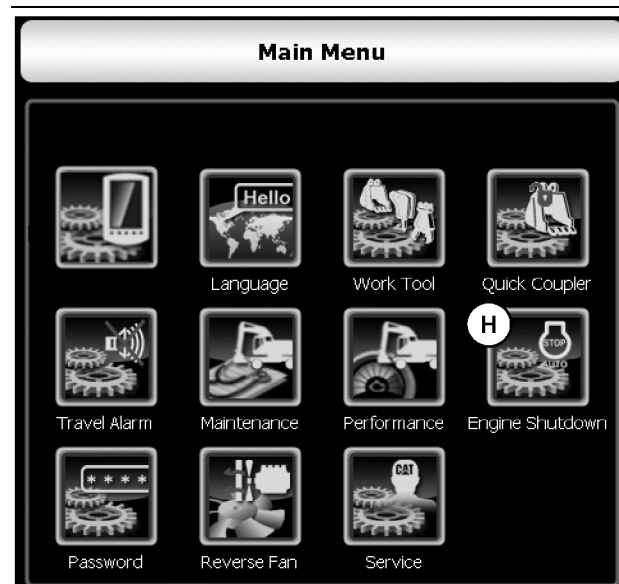 Main Menu
Hello
Language
Work Tool
Quick Coupler
H
STOP
AUTO
Travel Alarm
Maintenance
Performance
Engine Shutdown
* * * *
CAT
Password
Reverse Fan
Service